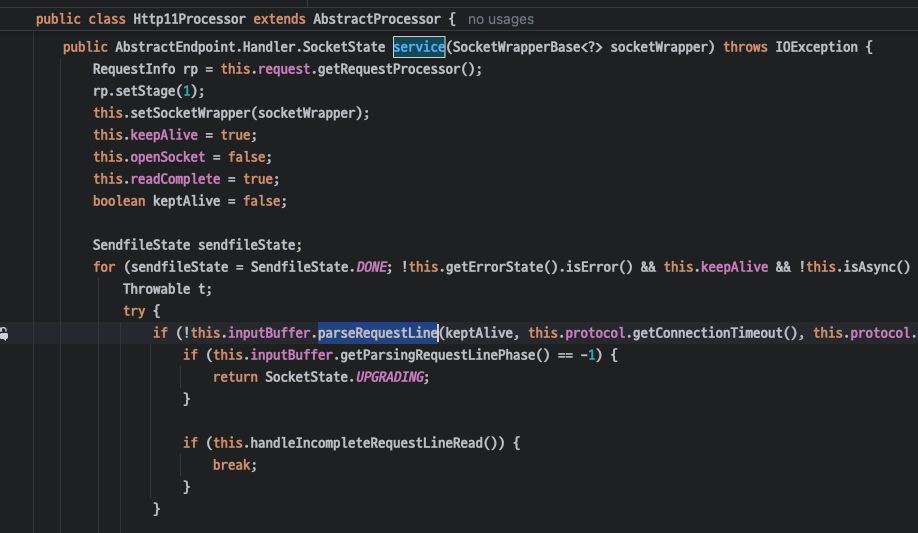 public class Http11Processor extends AbstractProcessor { no usages
public AbstractEndpoint.Handler.SocketState service(SocketWrapperBase<?> socketWrapper) throws IOException {
RequestInfo rp = this.request.getRequestProcessor();
rp.setStage(1);
this.setSocketWrapper(socketWrapper);
this.keepAlive = true;
this.openSocket = false;
this.readComplete = true;
boolean keptAlive = false;
SendfileState sendfileState;
for (sendfileState = SendfileState.DONE; !this.getErrorState().isError() && this.keepAlive && !this.isAsync()
Throwable t;
try {
if (!this.inputBuffer.parseRequestLine(keptAlive, this.protocol.getConnectionTimeout(), this.protocol.
if (this.inputBuffer.getParsingRequestLinePhase() == -1) {
return SocketState.UPGRADING;
}
if (this.handleIncompleteRequestLineRead()) {
break;
}
}